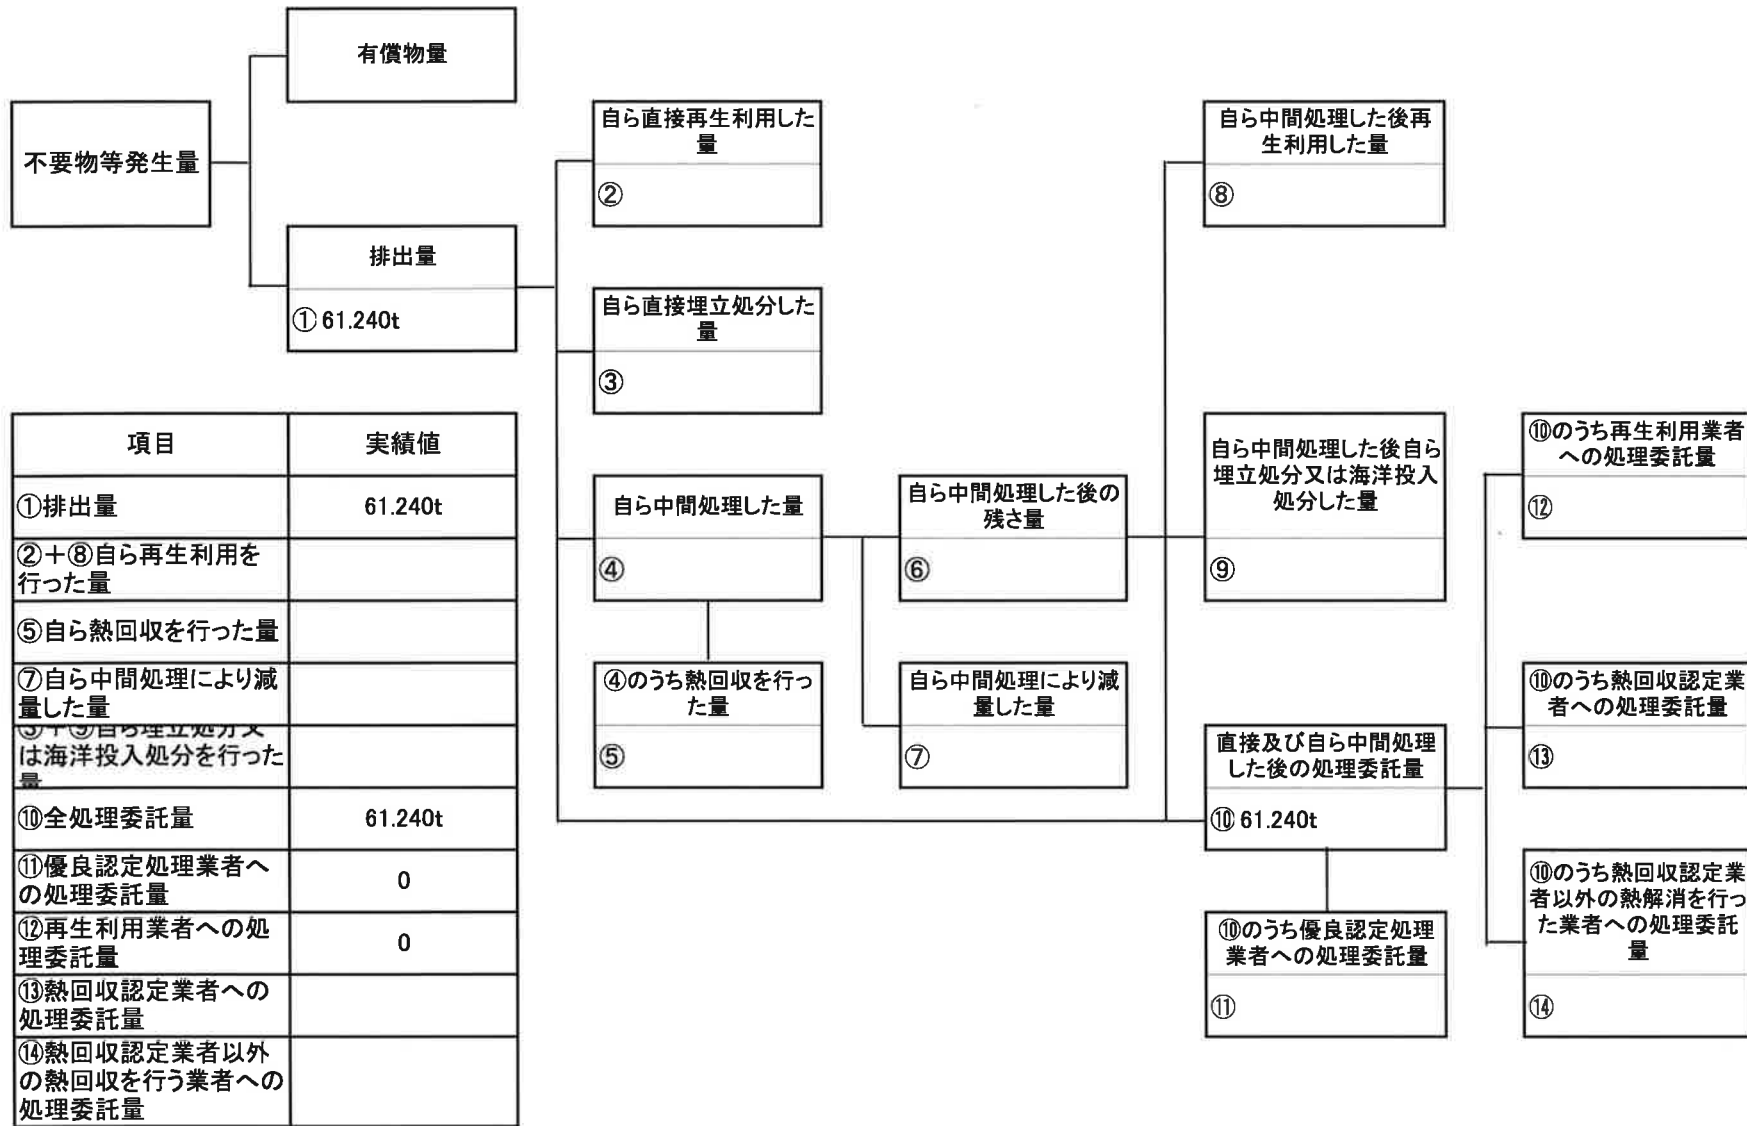 有償物量
不要物等発生量
排出量
① 61.240t
自ら直接再生利用した
量
②
自ら直接埋立処分した
量
③
自ら中間処理した量
④
④のうち熱回収を行っ
た量
⑤
自ら中間処理した後の
残さ量
⑥
自ら中間処理により減
量した量
⑦
自ら中間処理した後再
生利用した量
⑧
自ら中間処理した後自ら
埋立処分又は海洋投入
処分した量
⑨
直接及び自ら中間処理
した後の処理委託量
⑩ 61.240t
⑩のうち優良認定処理
業者への処理委託量
⑪
⑩のうち再生利用業者
への処理委託量
⑫
⑩のうち熱回収認定業
者への処理委託量
⑬
⑩のうち熱回収認定業
者以外の熱解消を行っ
た業者への処理委託
量
⑭
項目 実績値
①排出量 61.240t
②＋⑧自ら再生利用を
行った量
⑤自ら熱回収を行った量
⑦自ら中間処理により減
量した量
③＋⑨自ら埋立処分又
は海洋投入処分を行った
量
⑩全処理委託量 61.240t
⑪優良認定処理業者へ
の処理委託量 0
⑫再生利用業者への処
理委託量 0
⑬熱回収認定業者への
処理委託量
⑭熱回収認定業者以外
の熱回収を行う業者への
処理委託量